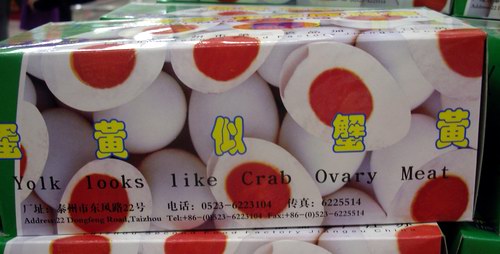 蛋黃似蟹黃
Yolk looks like Crab Ovary Meat
厂址：泰州市东风路22号 电话：0523-6223104 传真：6225514
Address:22 Dongfeng Road,Taizhou Tel:+86-(0)523-6223104 Fax:+86-(0)523-6225514